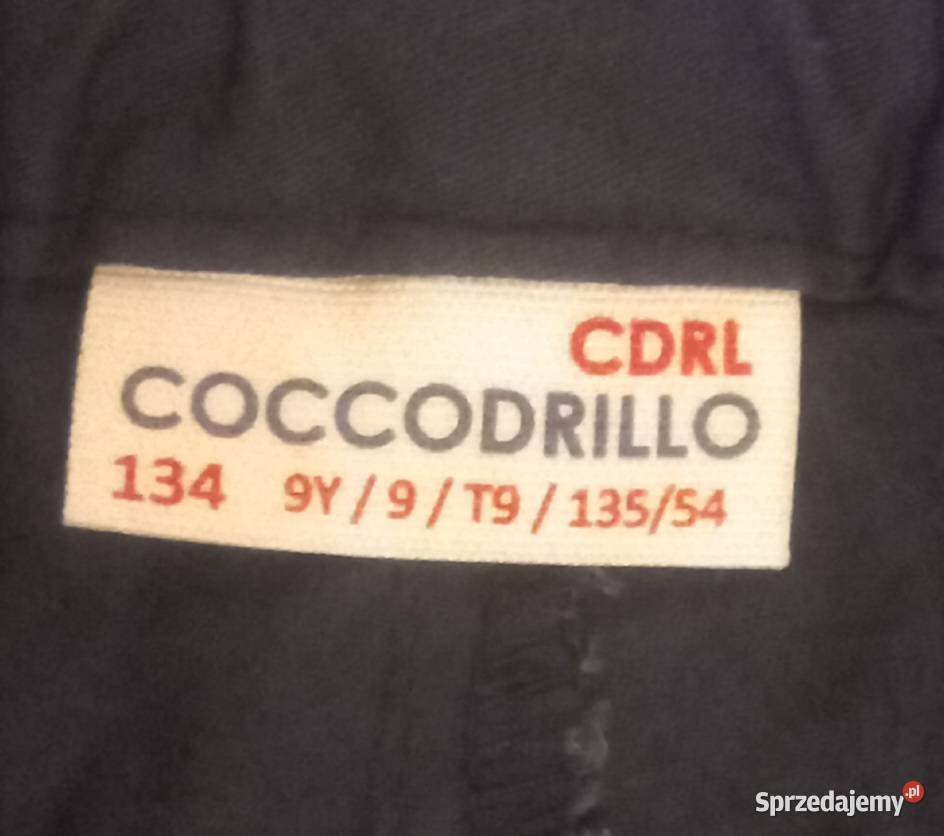 CDRL
COCCODRILLO
134 9Y / 9 / T9 / 135/54
Sprzedajemy.pl